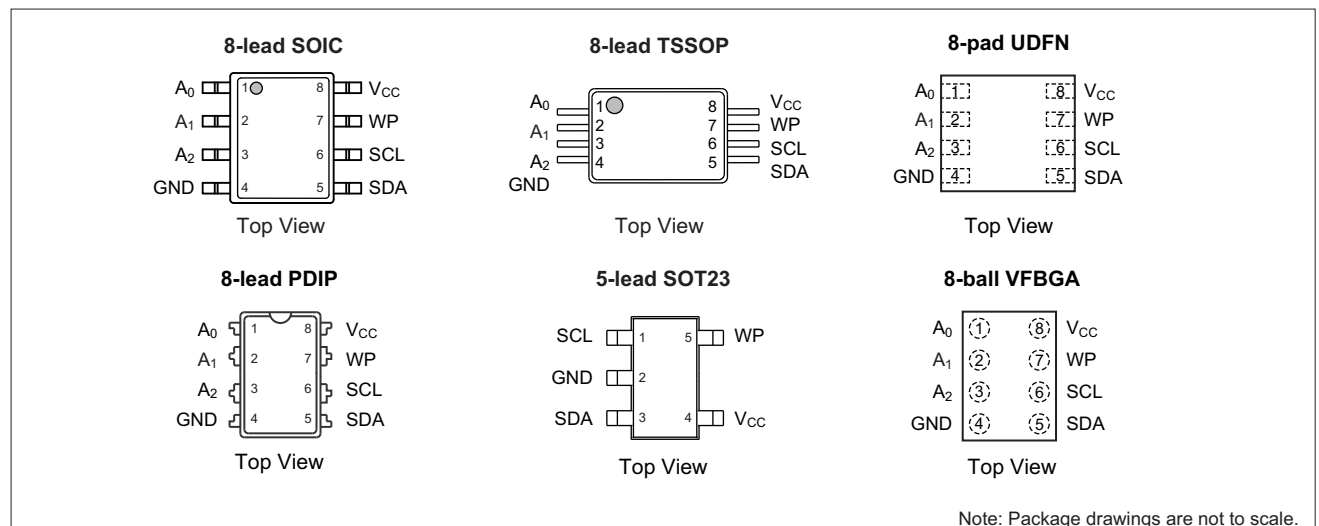 8-lead SOIC
A0 1 8 VCC
A1 2 7 WP
A2 3 6 SCL
GND 4 5 SDA
Top View
8-lead TSSOP
A0 1 8 VCC
A1 2 7 WP
A2 3 6 SCL
GND 4 5 SDA
Top View
8-pad UDFN
A0 1 8 VCC
A1 2 7 WP
A2 3 6 SCL
GND 4 5 SDA
Top View
8-lead PDIP
A0 1 8 VCC
A1 2 7 WP
A2 3 6 SCL
GND 4 5 SDA
Top View
5-lead SOT23
SCL 1 5 WP
GND 2
SDA 3 4 VCC
Top View
8-ball VFBGA
A0 1 8 VCC
A1 2 7 WP
A2 3 6 SCL
GND 4 5 SDA
Top View
Note: Package drawings are not to scale.